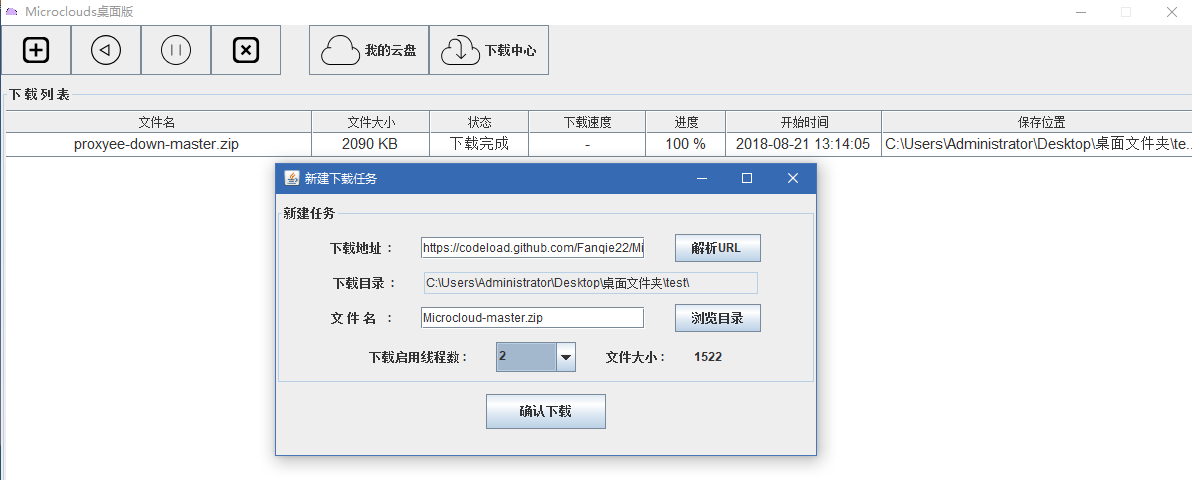 Microclouds桌面版
我的云盘 下载中心
下载列表
文件名 文件大小 状态 下载速度 进度 开始时间 保存位置
proxyee-down-master.zip 2090 KB 下载完成 - 100 % 2018-08-21 13:14:05 C:\Users\Administrator\Desktop\桌面文件夹\te...
新建下载任务
新建任务
下载地址 : https://codeload.github.com/Fanqie22/Mi 解析URL
下载目录 : C:\Users\Administrator\Desktop\桌面文件夹\test\
文件名 : Microcloud-master.zip 浏览目录
下载启用线程数 : 2 文件大小 : 1522
确认下载